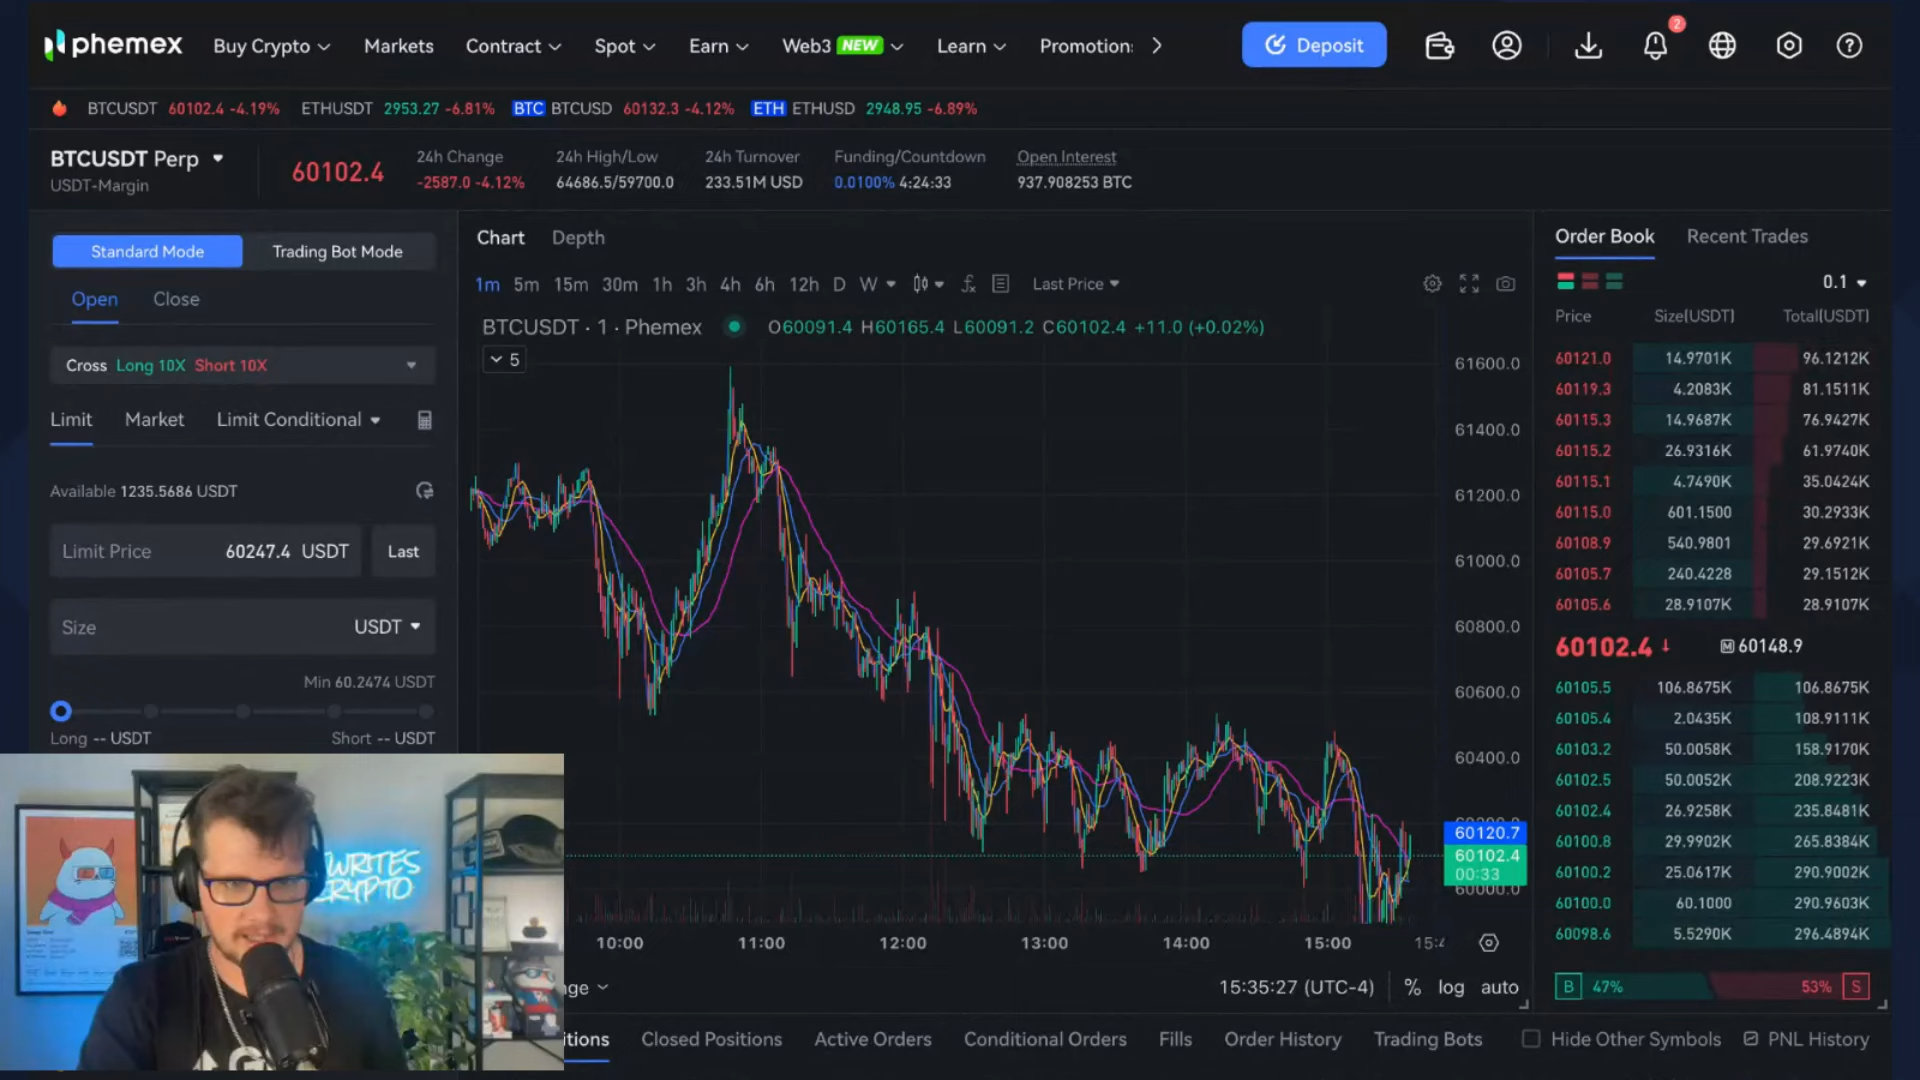 phemex Buy Crypto Markets Contract Spot Earn Web3 NEW Learn Promotion Deposit 2
BTCUSDT 60102.4 -4.19% ETHUSDT 2953.27 -6.81% BTC BTCUSD 60132.3 -4.12% ETH ETHUSD 2948.95 -6.89%
BTCUSDT Perp
USDT-Margin
60102.4
24h Change
-2587.0 -4.12%
24h High/Low
64686.5/59700.0
24h Turnover
233.51M USD
Funding/Countdown
0.0100% 4:24:33
Open Interest
937.908253 BTC
Standard Mode Trading Bot Mode
Open Close
Cross Long 10X Short 10X
Limit Market Limit Conditional
Available 1235.5686 USDT
Limit Price 60247.4 USDT Last
Size USDT
Min 60.2474 USDT
Long -- USDT Short -- USDT
Chart Depth
1m 5m 15m 30m 1h 3h 4h 6h 12h D W Last Price
BTCUSDT · 1 · Phemex O60091.4 H60165.4 L60091.2 C60102.4 +11.0 (+0.02%)
5
61600.0
61400.0
61200.0
61000.0
60800.0
60600.0
60400.0
60120.7
60102.4
00:33
60000.0
10:00 11:00 12:00 13:00 14:00 15:00
15:35:27 (UTC-4) % log auto
Order Book Recent Trades
0.1
Price Size(USDT) Total(USDT)
60121.0 14.9701K 96.1212K
60119.3 4.2083K 81.1511K
60115.3 14.9687K 76.9427K
60115.2 26.9316K 61.9740K
60115.1 4.7490K 35.0424K
60115.0 601.1500 30.2933K
60108.9 540.9801 29.6921K
60105.7 240.4228 29.1512K
60105.6 28.9107K 28.9107K
60102.4 ↓ M 60148.9
60105.5 106.8675K 106.8675K
60105.4 2.0435K 108.9111K
60103.2 50.0058K 158.9170K
60102.5 50.0052K 208.9223K
60102.4 26.9258K 235.8481K
60100.8 29.9902K 265.8384K
60100.2 25.0617K 290.9002K
60100.0 60.1000 290.9603K
60098.6 5.5290K 296.4894K
B 47% 53% S
itions Closed Positions Active Orders Conditional Orders Fills Order History Trading Bots Hide Other Symbols PNL History
WRITES
CRYPTO